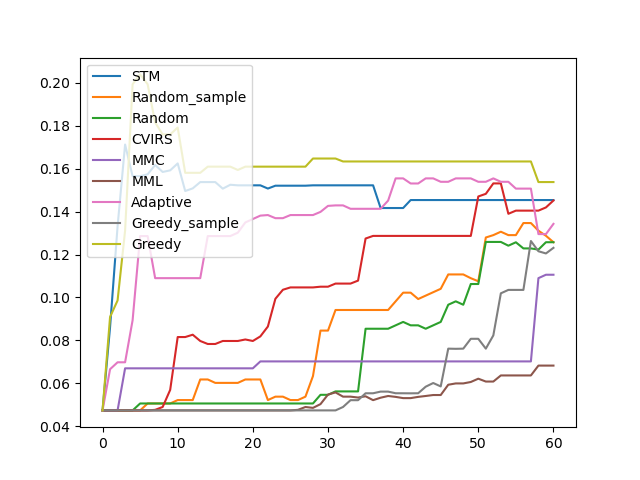 0.20
0.18
0.16
0.14
0.12
0.10
0.08
0.06
0.04
STM
Random_sample
Random
CVIRS
MMC
MML
Adaptive
Greedy_sample
Greedy
0 10 20 30 40 50 60